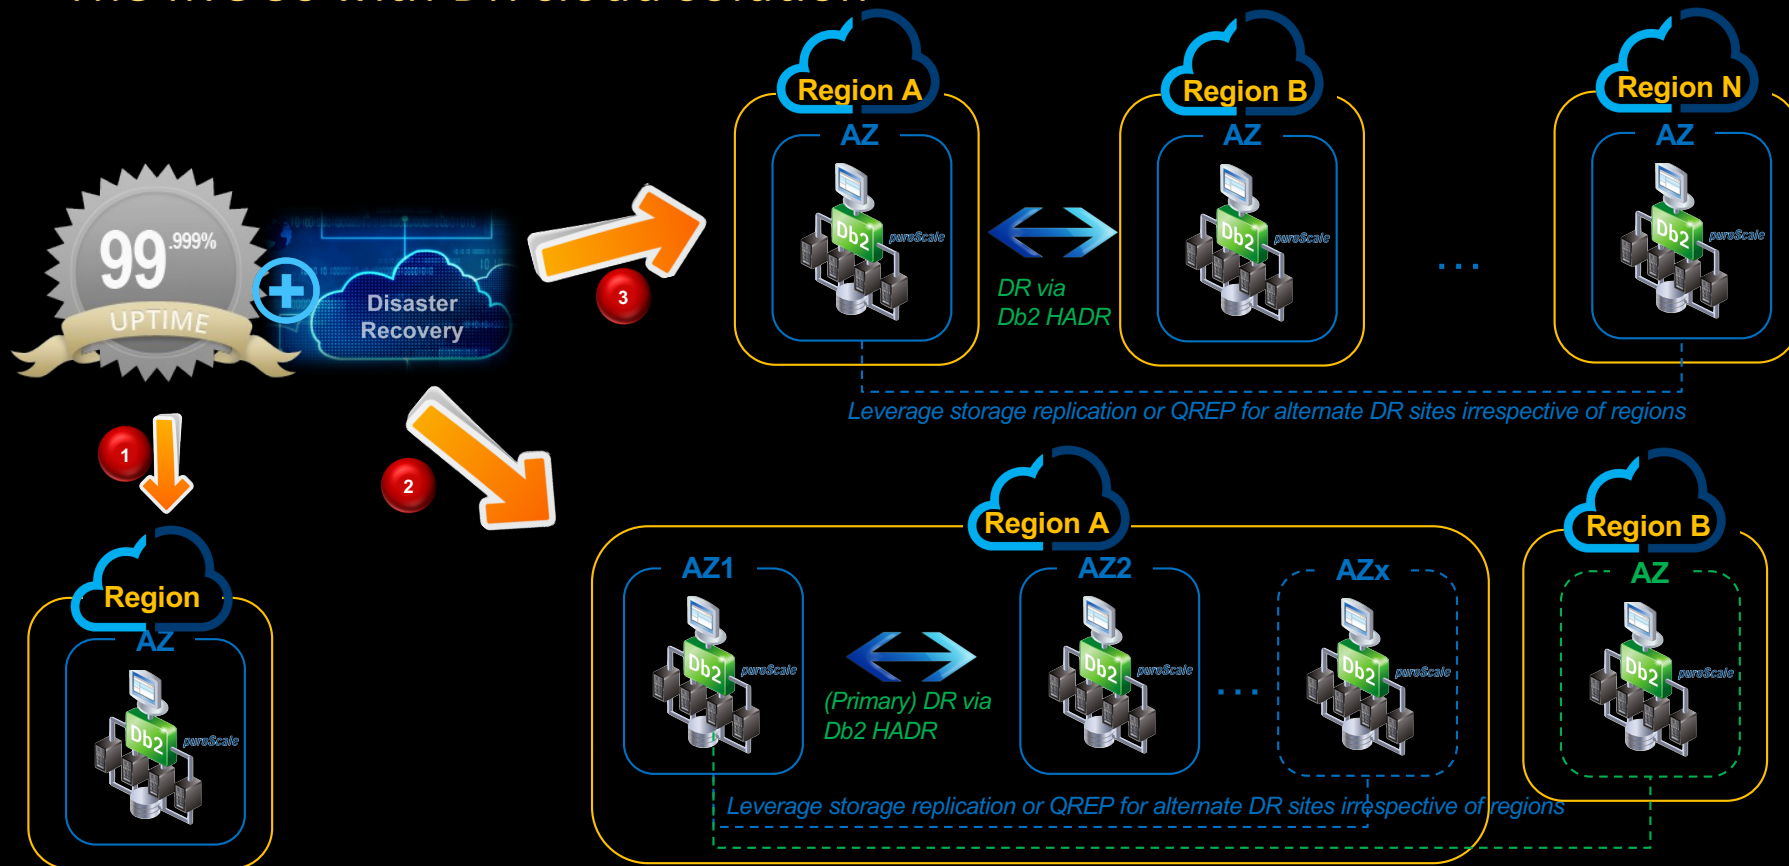 Region A
Region B
Region N
AZ
AZ
AZ
99.999%
UPTIME
Disaster
Recovery
3
Db2
pureScale
DR via
Db2 HADR
Db2
pureScale
...
Db2
pureScale
Leverage storage replication or QREP for alternate DR sites irrespective of regions
1
2
Region
AZ
Db2
pureScale
Region A
Region B
AZ1
AZ2
AZx
AZ
Db2
pureScale
(Primary) DR via
Db2 HADR
Db2
pureScale
...
Db2
pureScale
Db2
pureScale
Leverage storage replication or QREP for alternate DR sites irrespective of regions